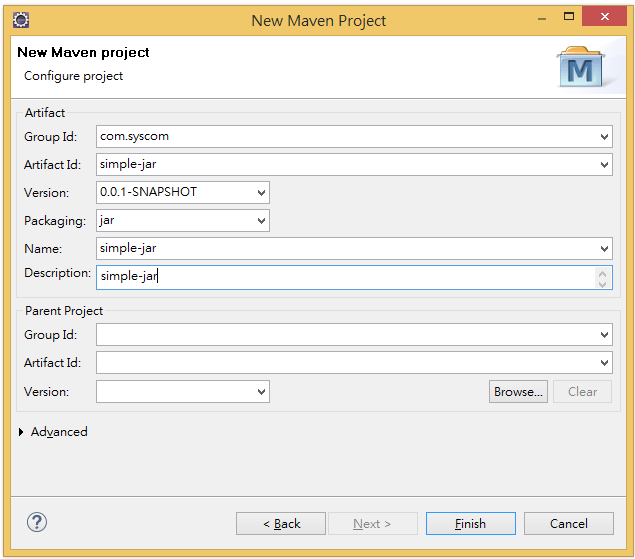 New Maven Project
New Maven project
Configure project
M
Artifact
Group Id: com.syscom
Artifact Id: simple-jar
Version: 0.0.1-SNAPSHOT
Packaging: jar
Name: simple-jar
Description: simple-jar
Parent Project
Group Id:
Artifact Id:
Version: Browse... Clear
Advanced
? < Back Next > Finish Cancel